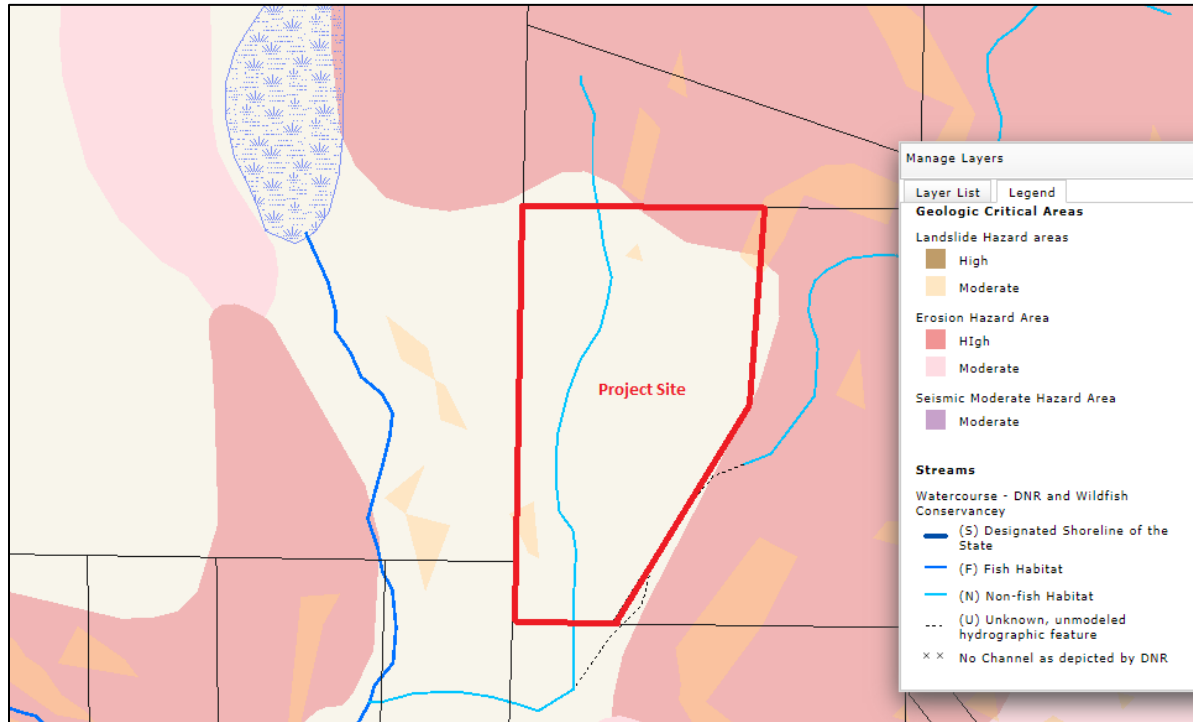 Project Site
Manage Layers
Layer List
Legend
Geologic Critical Areas
Landslide Hazard areas
High
Moderate
Erosion Hazard Area
HIgh
Moderate
Seismic Moderate Hazard Area
Moderate
Streams
Watercourse - DNR and Wildfish
Conservancey
(S) Designated Shoreline of the
State
(F) Fish Habitat
(N) Non-fish Habitat
(U) Unknown, unmodeled
hydrographic feature
No Channel as depicted by DNR